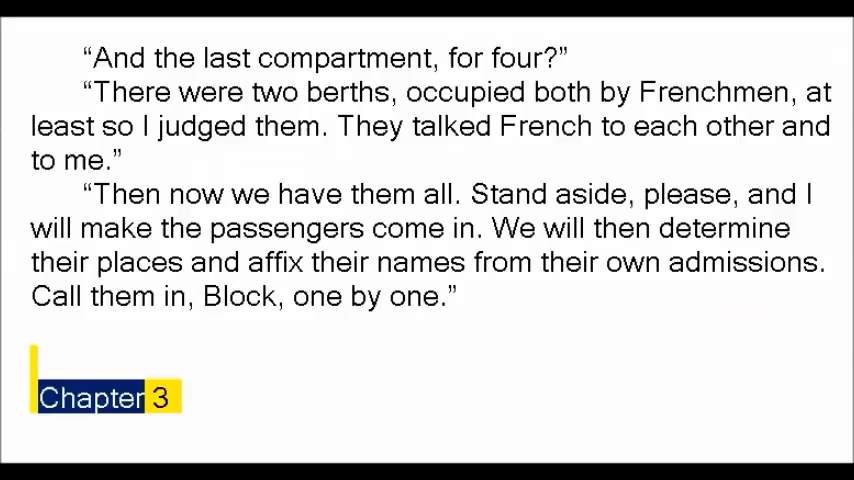 “And the last compartment, for four?”
“There were two berths, occupied both by Frenchmen, at
least so I judged them. They talked French to each other and
to me.”
“Then now we have them all. Stand aside, please, and I
will make the passengers come in. We will then determine
their places and affix their names from their own admissions.
Call them in, Block, one by one.”
Chapter 3